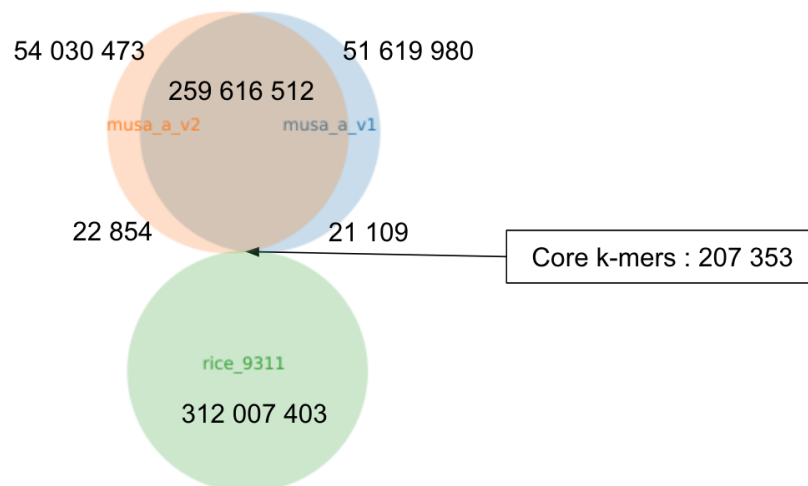 54 030 473
51 619 980
259 616 512
musa_a_v2
musa_a_v1
22 854
21 109
Core k-mers : 207 353
rice_9311
312 007 403